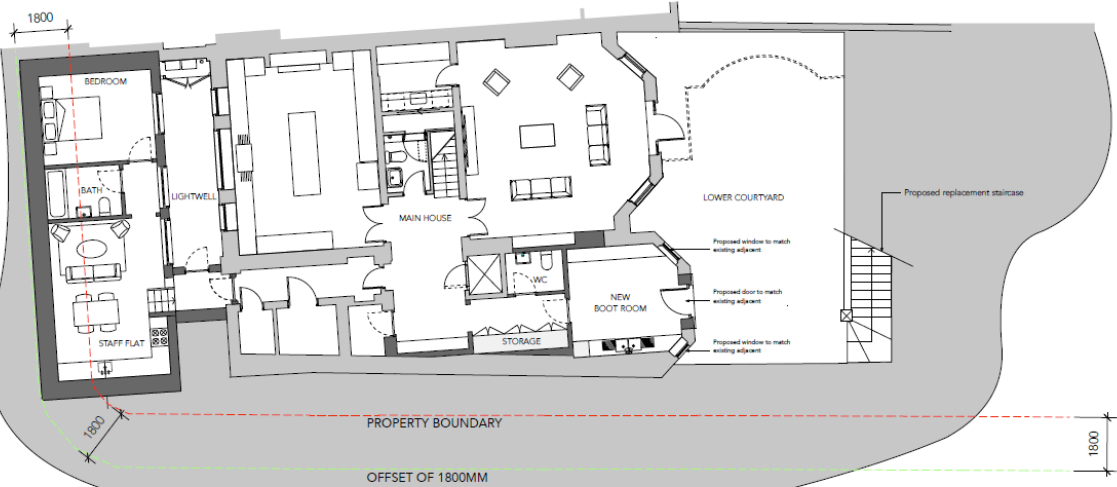 1800
BEDROOM
BATH
LIGHTWELL
MAIN HOUSE
LOWER COURTYARD
Proposed replacement staircase
Proposed window to match
existing adjacent
WC
NEW
BOOT ROOM
Proposed door to match
existing adjacent
STAFF FLAT
STORAGE
Proposed window to match
existing adjacent
1800
PROPERTY BOUNDARY
1800
OFFSET OF 1800MM